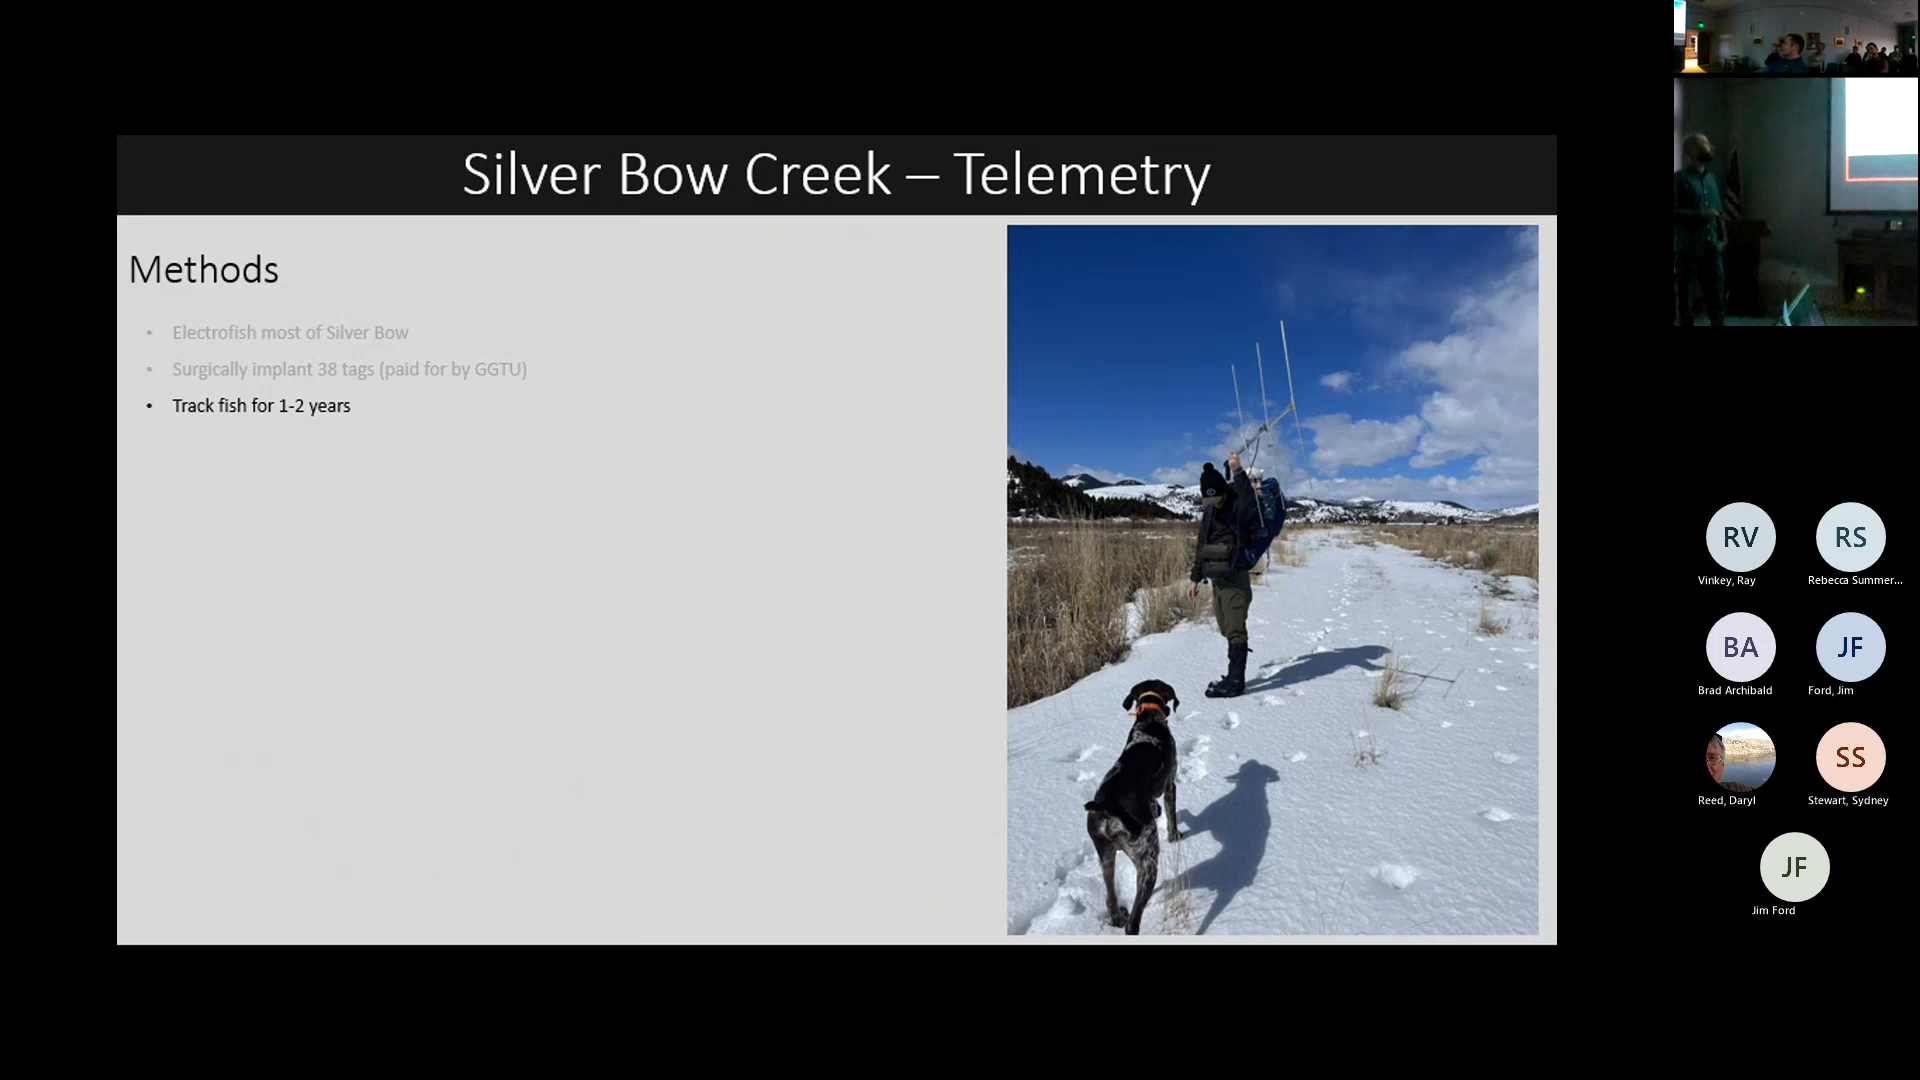 Silver Bow Creek – Telemetry
Methods
• Electrofish most of Silver Bow
• Surgically implant 38 tags (paid for by GGTU)
• Track fish for 1-2 years
RV
Vinkey, Ray
RS
Rebecca Summer...
BA
Brad Archibald
JF
Ford, Jim
Reed, Daryl
SS
Stewart, Sydney
JF
Jim Ford